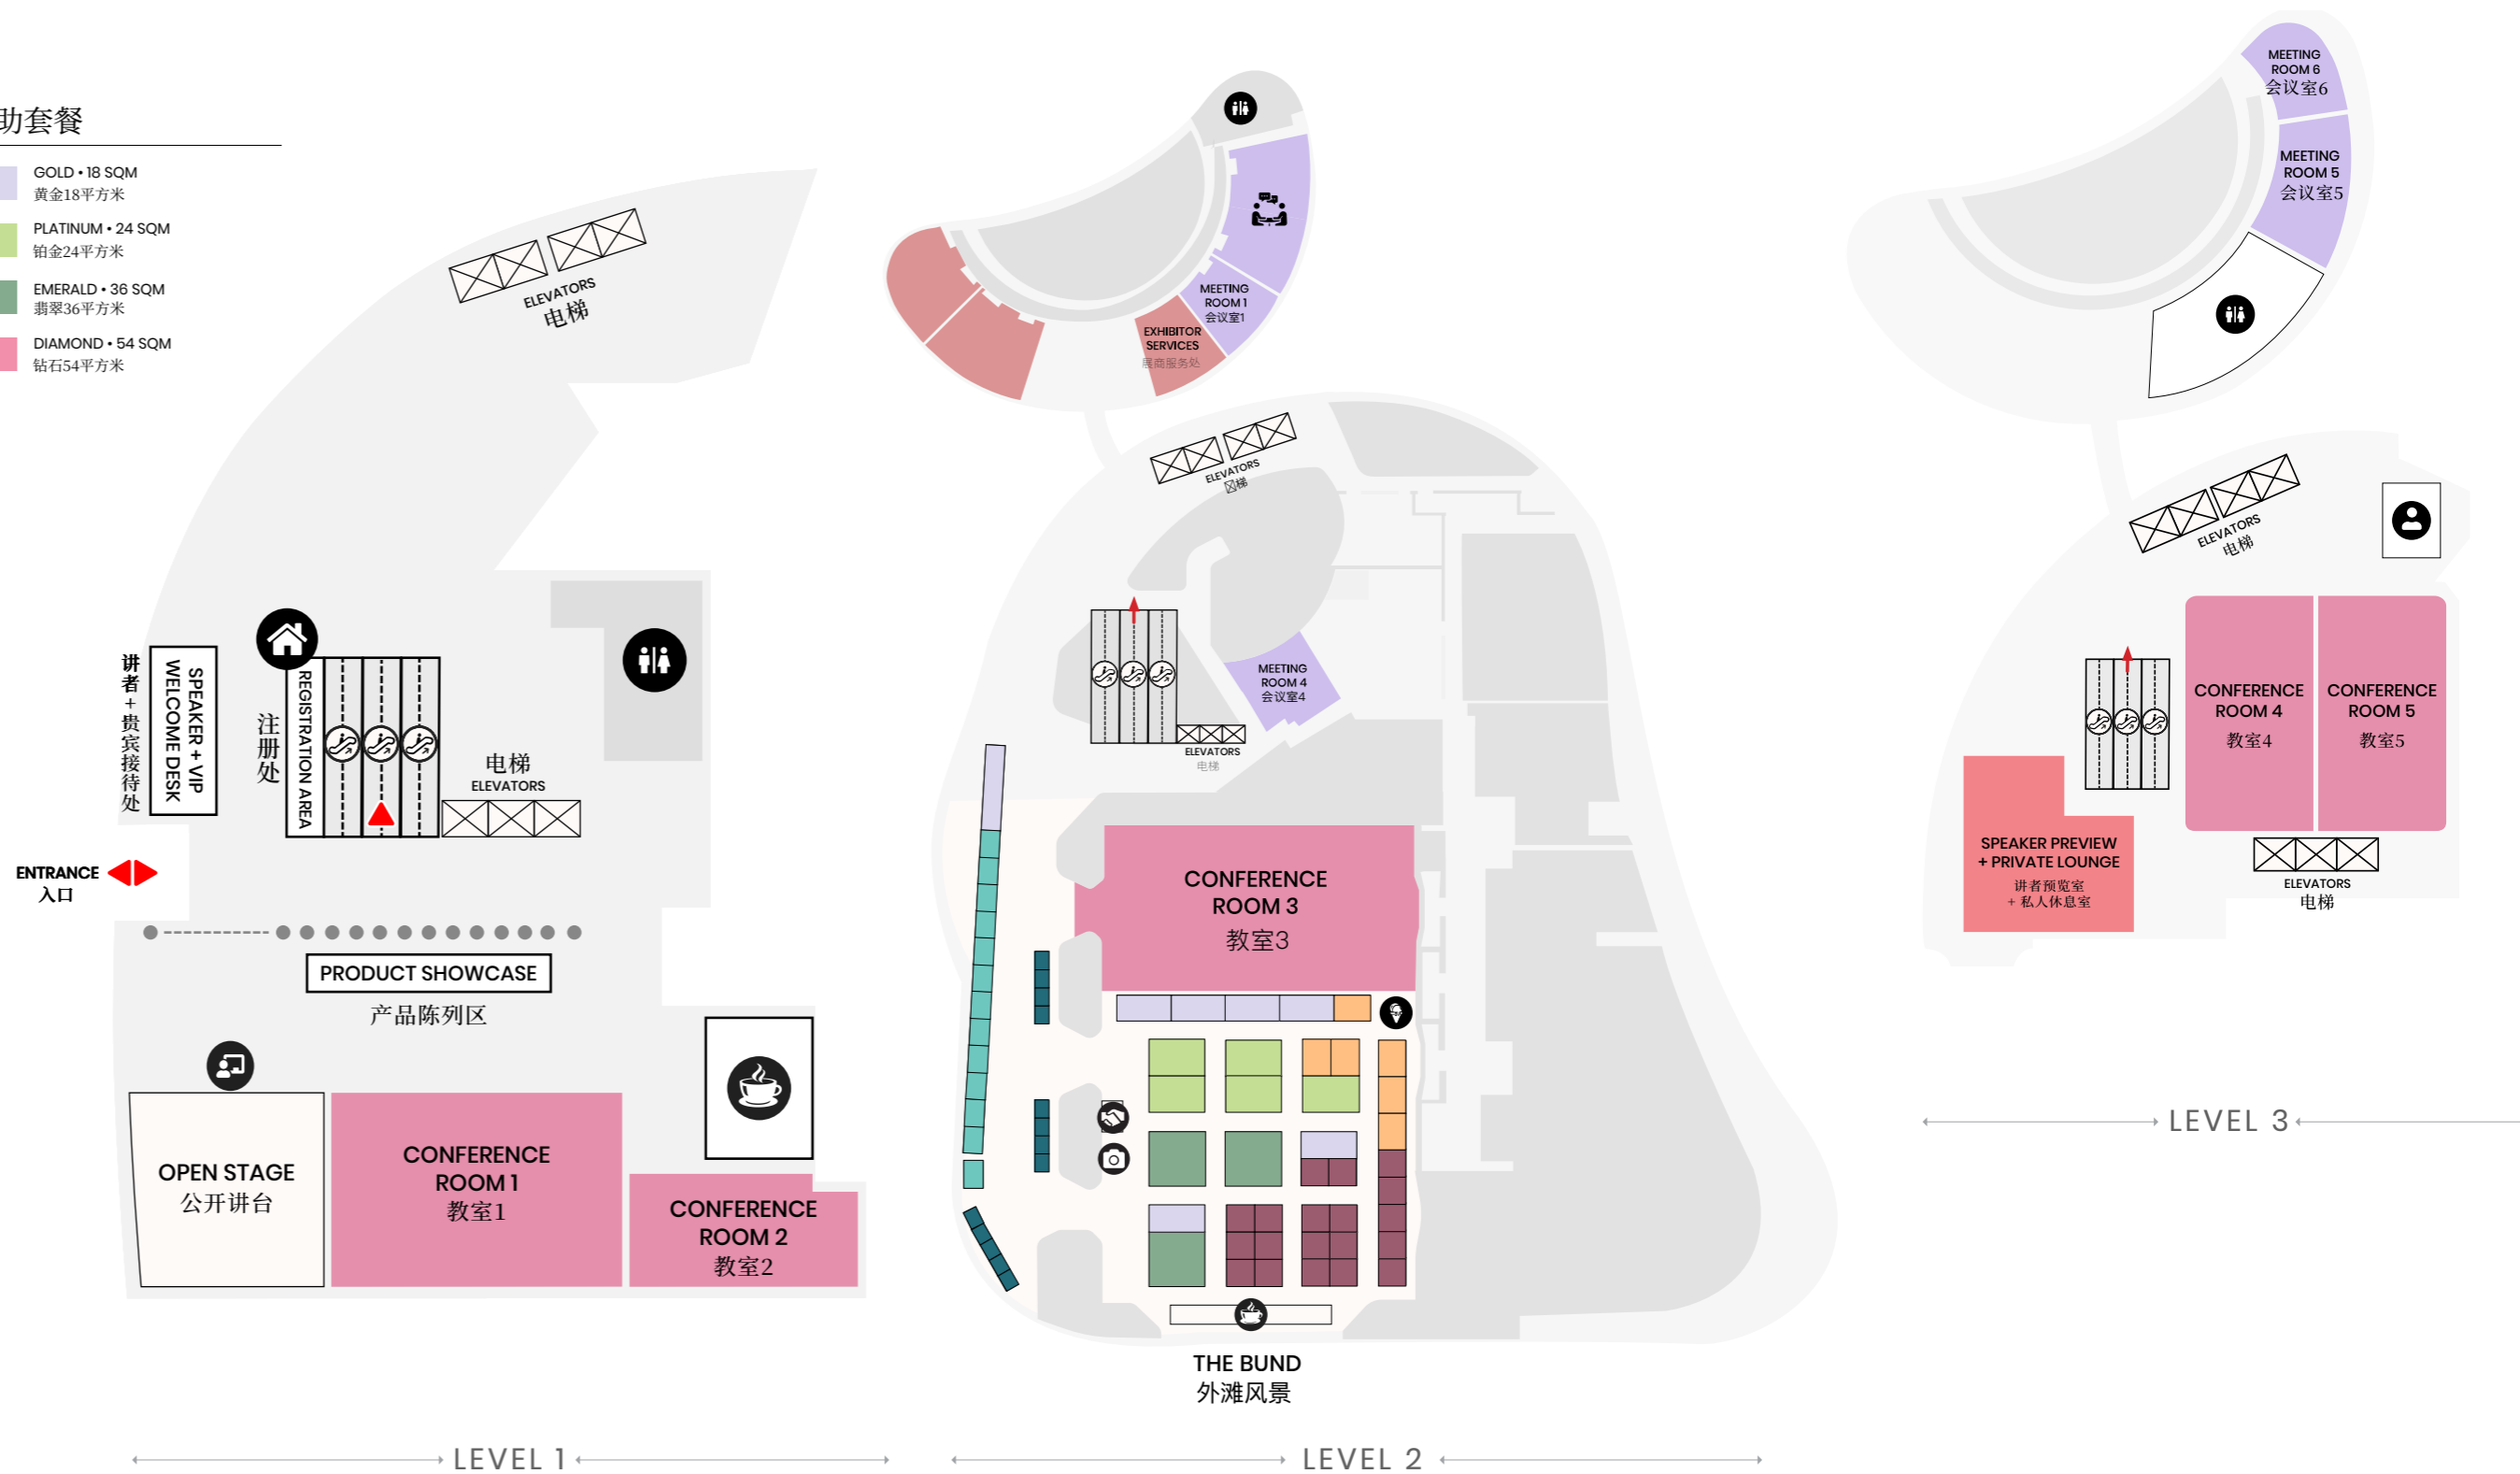 助套餐
GOLD • 18 SQM
黄金18平方米
PLATINUM • 24 SQM
铂金24平方米
EMERALD • 36 SQM
翡翠36平方米
DIAMOND • 54 SQM
钻石54平方米
ELEVATORS
电梯
讲者+贵宾接待处
SPEAKER + VIP
WELCOME DESK
注册处
REGISTRATION AREA
电梯
ELEVATORS
ENTRANCE
入口
PRODUCT SHOWCASE
产品陈列区
OPEN STAGE
公开讲台
CONFERENCE
ROOM 1
教室1
CONFERENCE
ROOM 2
教室2
LEVEL 1
MEETING
ROOM 1
会议室1
EXHIBITOR
SERVICES
展商服务处
ELEVATORS
梯
MEETING
ROOM 4
会议室4
ELEVATORS
电梯
CONFERENCE
ROOM 3
教室3
THE BUND
外滩风景
LEVEL 2
MEETING
ROOM 6
会议室6
MEETING
ROOM 5
会议室5
ELEVATORS
电梯
CONFERENCE
ROOM 4
教室4
CONFERENCE
ROOM 5
教室5
SPEAKER PREVIEW
+ PRIVATE LOUNGE
讲者预览室
+ 私人休息室
ELEVATORS
电梯
LEVEL 3